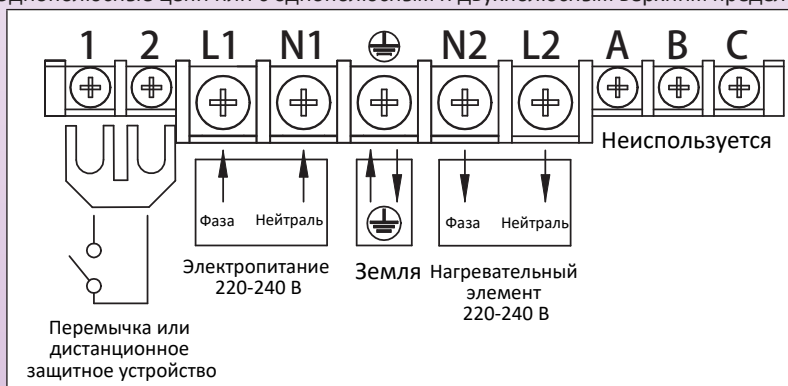 1 2 L1 N1 N2 L2 A B C
Неиспользуется
Фаза Нейтраль Фаза Нейтраль
Электропитание
220-240 В
Земля
Нагревательный
элемент
220-240 В
Перемычка или
дистанционное
защитное устройство